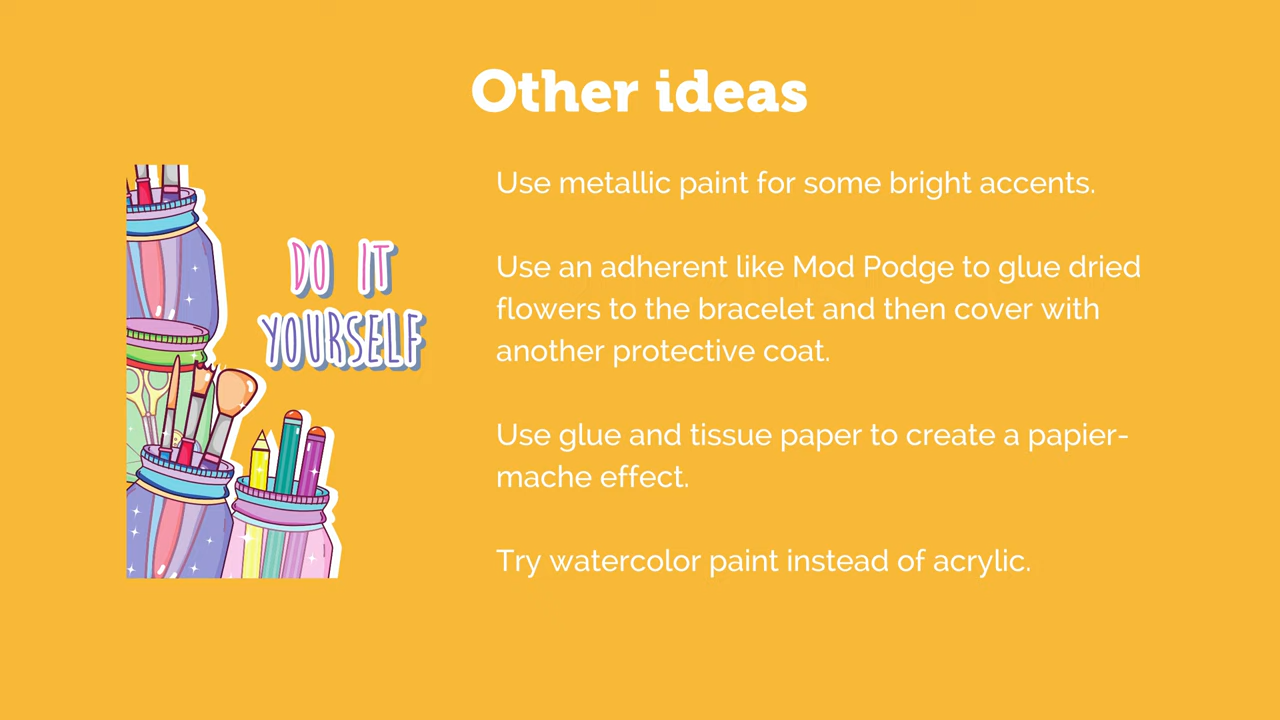 Other ideas
DO IT
YOURSELF
Use metallic paint for some bright accents.
Use an adherent like Mod Podge to glue dried
flowers to the bracelet and then cover with
another protective coat.
Use glue and tissue paper to create a papier-
mache effect.
Try watercolor paint instead of acrylic.